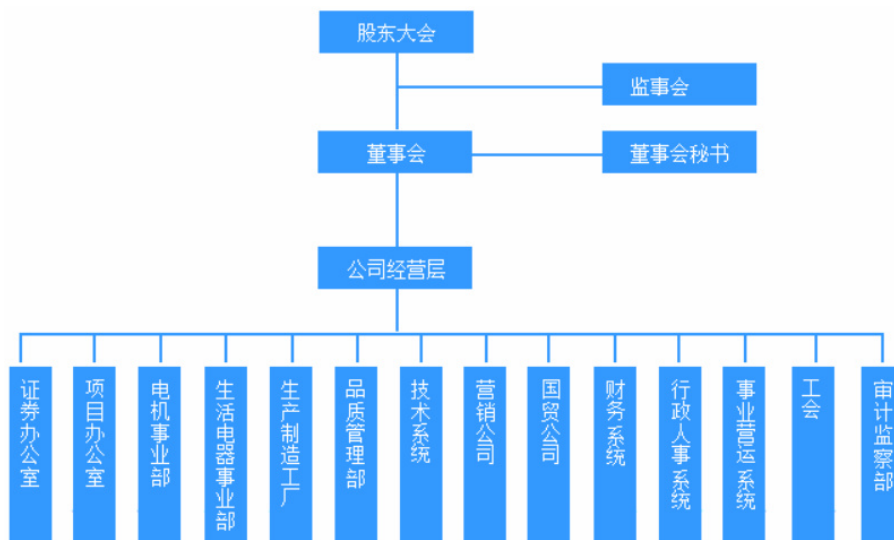 股东大会
监事会
董事会
董事会秘书
公司经营层
证券办公室
项目办公室
电机事业部
生活电器事业部
生产制造工厂
品质管理部
技术系统
营销公司
国贸公司
财务系统
行政人事系统
事业营运系统
工会
审计监察部